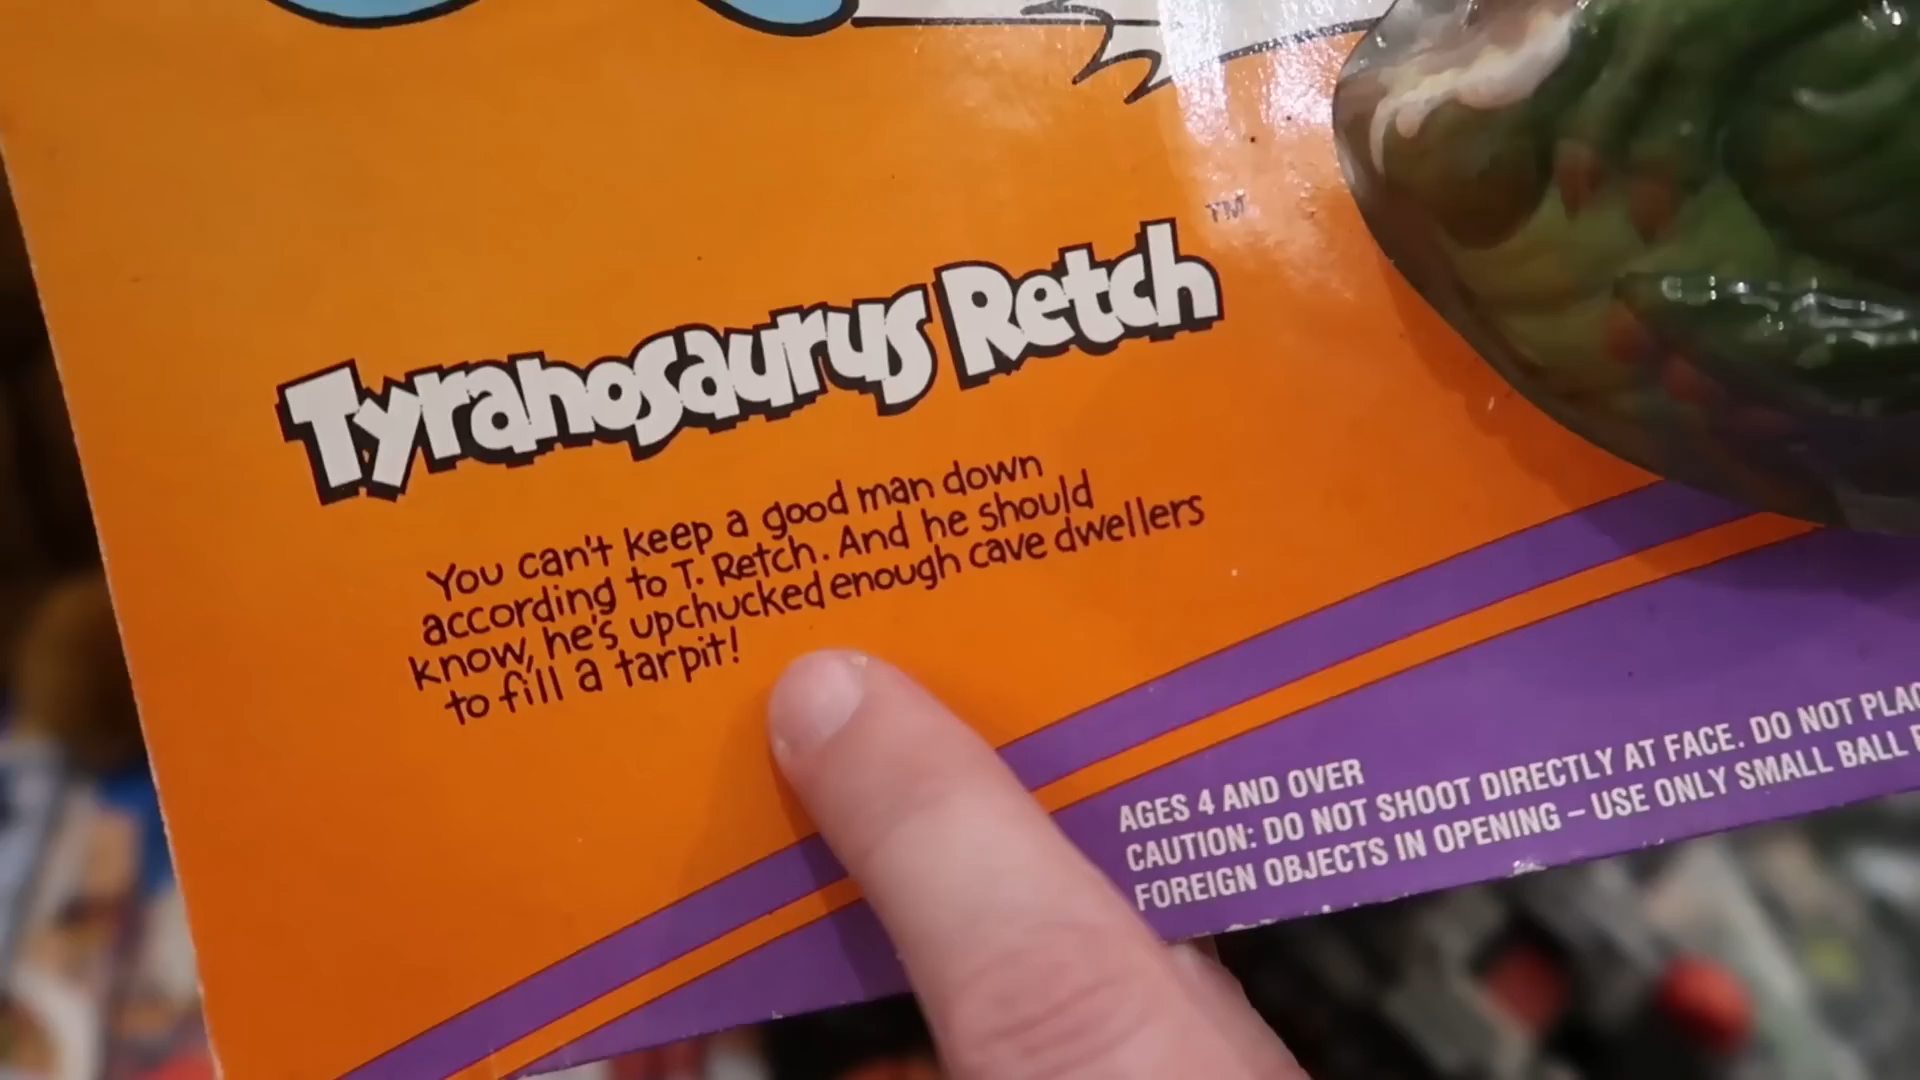 Tyranosaurus Retch ™
You can't keep a good man down
according to T. Retch. And he should
know, he's upchucked enough cave dwellers
to fill a tarpit!
AGES 4 AND OVER
CAUTION: DO NOT SHOOT DIRECTLY AT FACE. DO NOT
FOREIGN OBJECTS IN OPENING – USE ONLY SMALL BALL